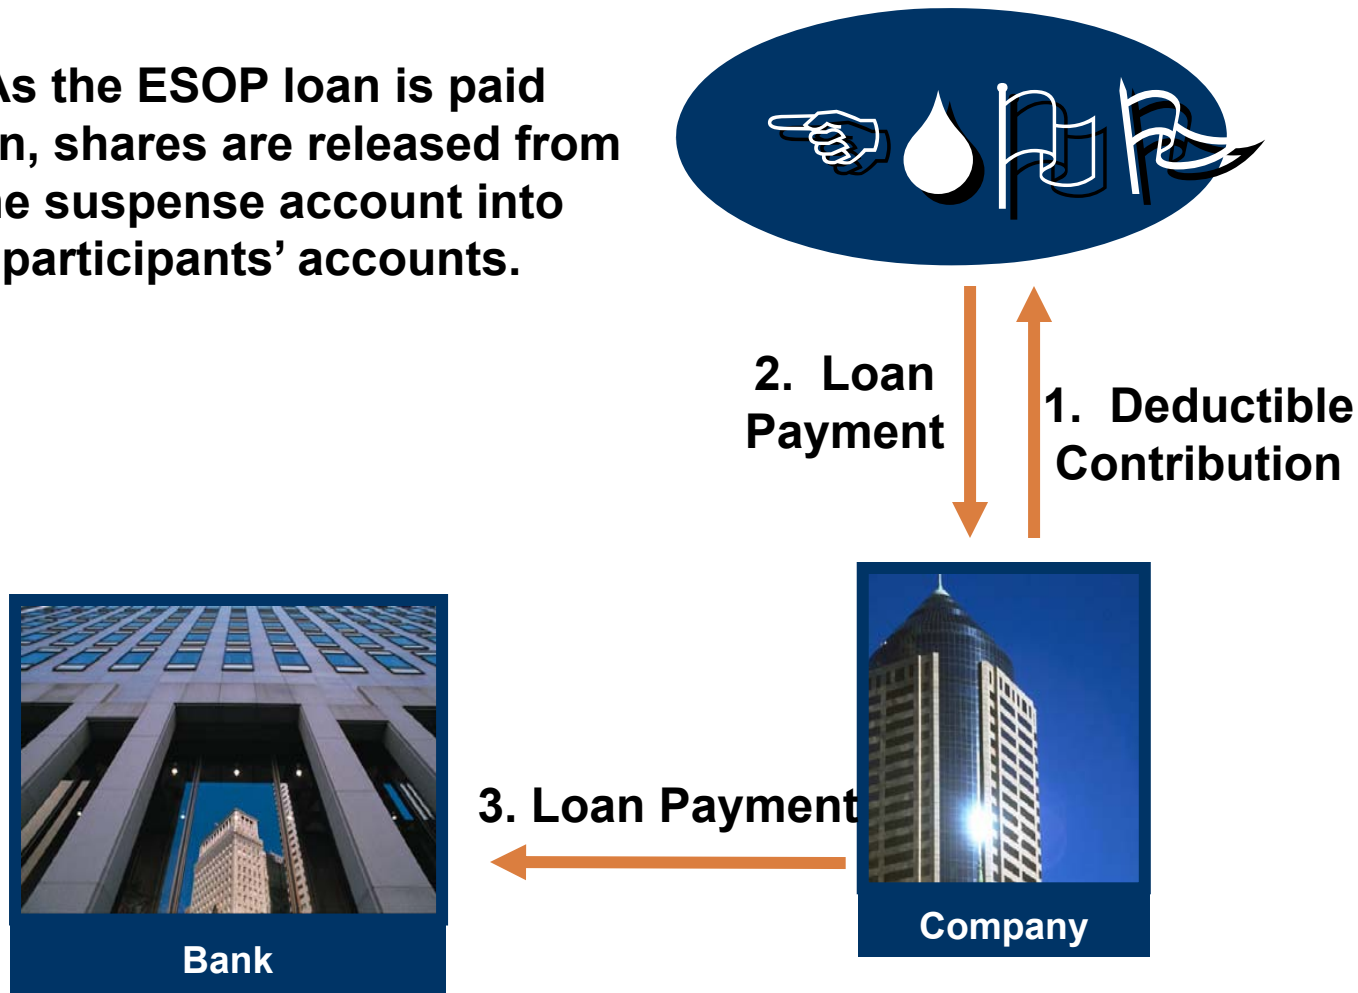 As the ESOP loan is paid
n, shares are released from
e suspense account into
participants’ accounts.
2. Loan
Payment
1. Deductible
Contribution
3. Loan Payment
Company
Bank